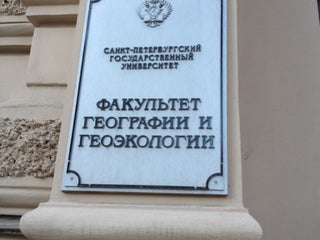 САНКТ-ПЕТЕРБУРГСКИЙ
ГОСУДАРСТВЕННЫЙ
УНИВЕРСИТЕТ
ФАКУЛЬТЕТ
ГЕОГРАФИИ И
ГЕОЭКОЛОГИИ